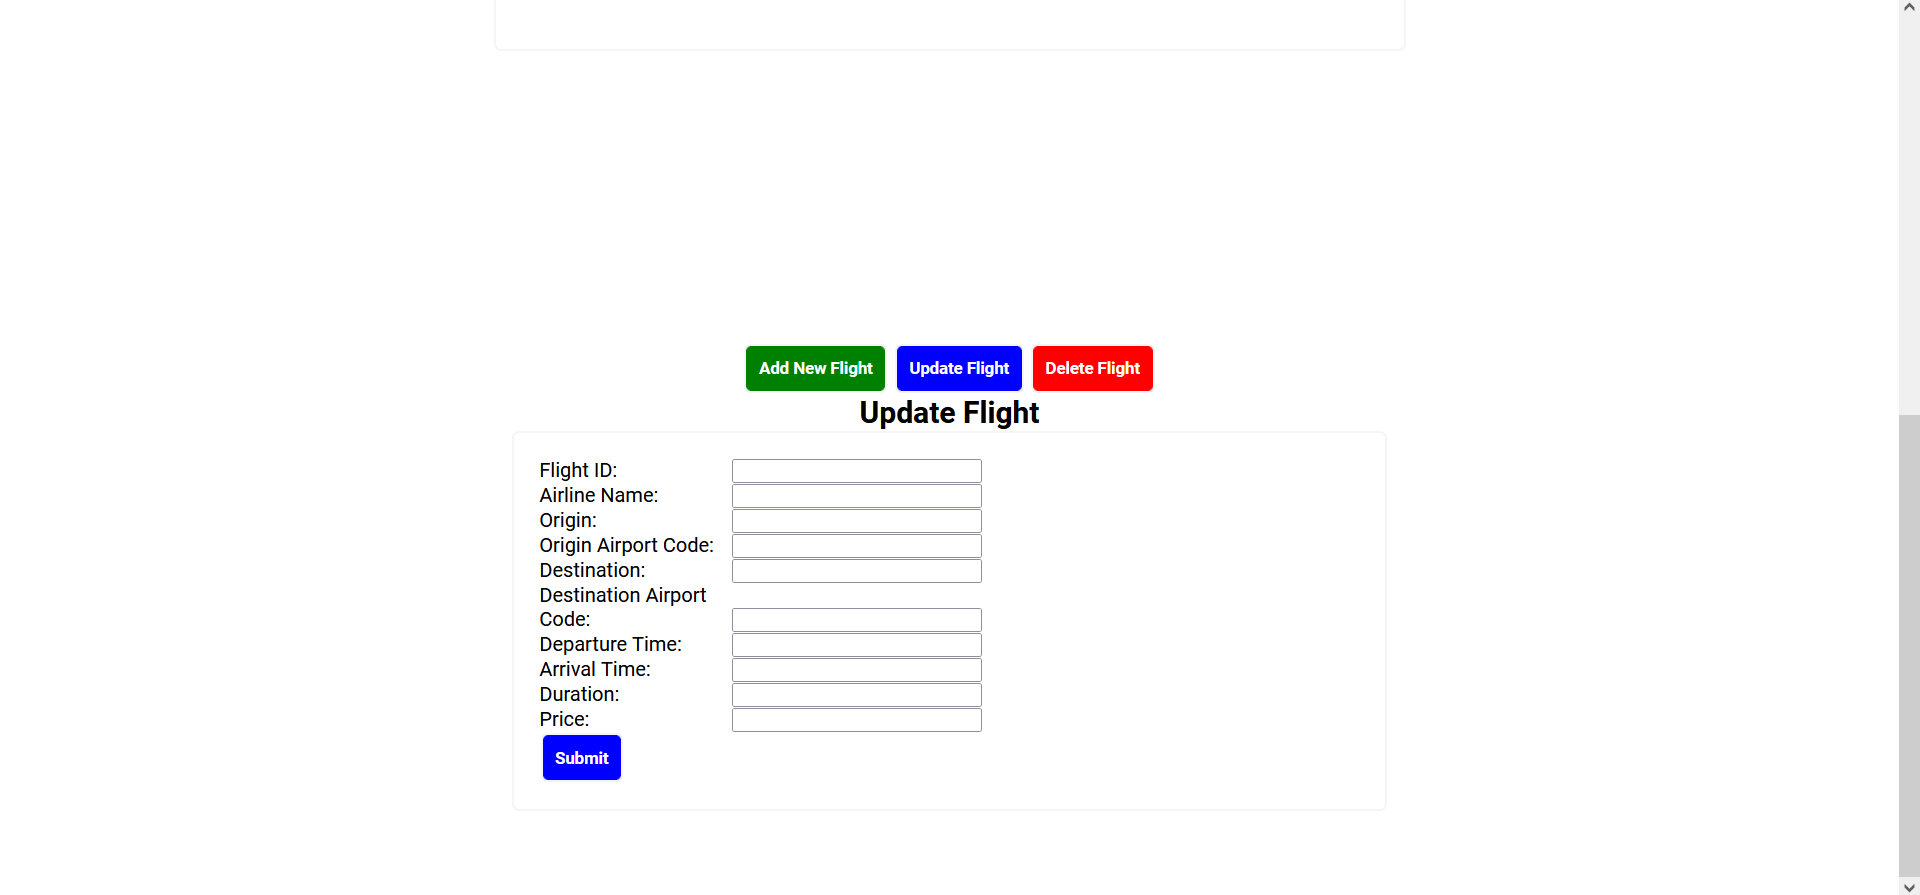 Add New Flight Update Flight Delete Flight
Update Flight
Flight ID:
Airline Name:
Origin:
Origin Airport Code:
Destination:
Destination Airport
Code:
Departure Time:
Arrival Time:
Duration:
Price:
Submit